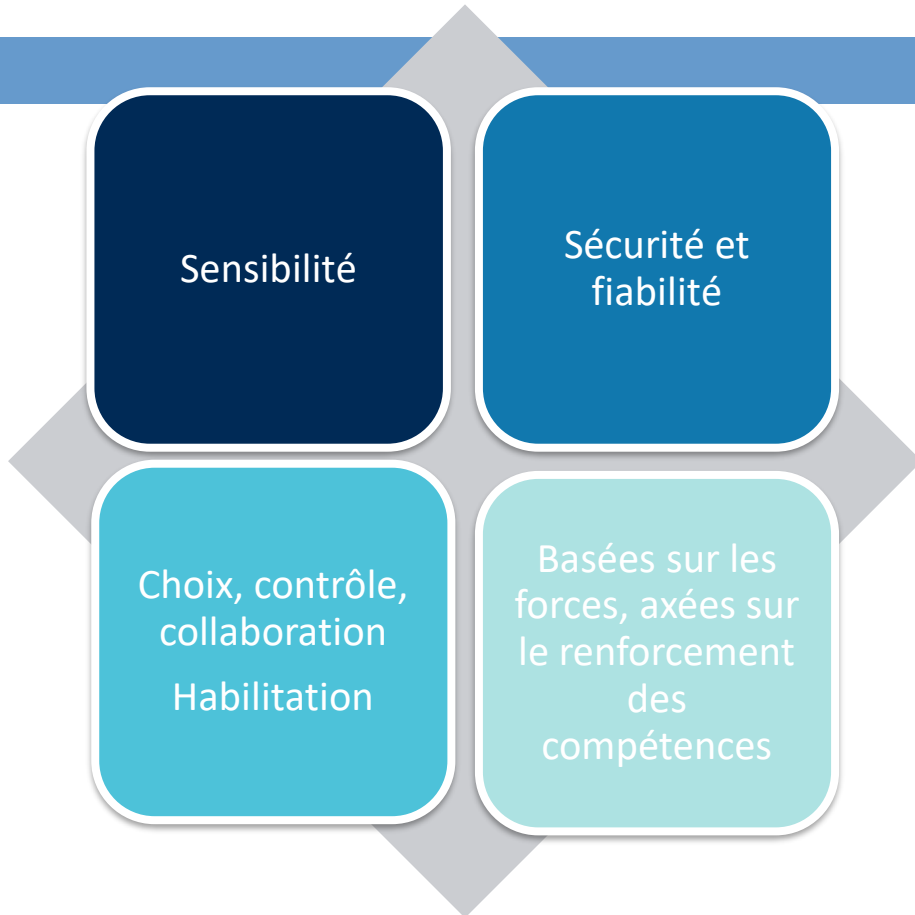 Sensibilité
Sécurité et
fiabilité
Choix, contrôle,
collaboration
Habilitation
Basées sur les
forces, axées sur
le renforcement
des
compétences